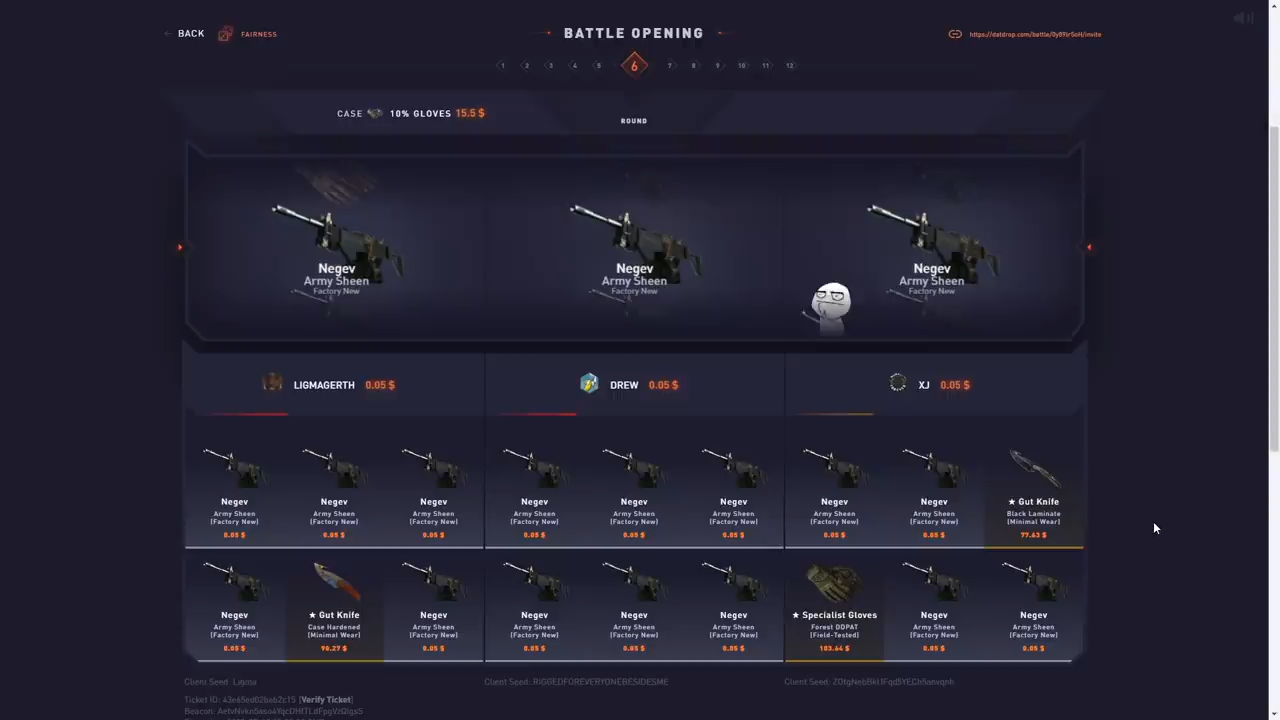 BACK
FAIRNESS
BATTLE OPENING
https://datdrop.com/battle/0y89Ir5oH/invite
1 2 3 4 5 6 7 8 9 10 11 12
CASE 10% GLOVES 15.5 $
ROUND
Negev Negev Negev
Army Sheen Army Sheen Army Sheen
Factory New Factory New Factory New
LIGMAGERTH 0.05 $ DREW 0.05 $ XJ 0.05 $
Negev Negev Negev Negev Negev Negev Negev Negev ★ Gut Knife
Army Sheen Army Sheen Army Sheen Army Sheen Army Sheen Army Sheen Army Sheen Army Sheen Black Laminate
(Factory New) (Factory New) (Factory New) (Factory New) (Factory New) (Factory New) (Factory New) (Factory New) (Minimal Wear)
0.05 $ 0.05 $ 0.05 $ 0.05 $ 0.05 $ 0.05 $ 0.05 $ 0.05 $ 77.63 $
Negev ★ Gut Knife Negev Negev Negev Negev ★ Specialist Gloves Negev Negev
Army Sheen Case Hardened Army Sheen Army Sheen Army Sheen Army Sheen Forest DDPAT Army Sheen Army Sheen
(Factory New) (Minimal Wear) (Factory New) (Factory New) (Factory New) (Factory New) (Field-Tested) (Factory New) (Factory New)
0.05 $ 90.27 $ 0.05 $ 0.05 $ 0.05 $ 0.05 $ 103.64 $ 0.05 $ 0.05 $
Client Seed: Client Seed: RIGGEDFOREVERYONEBESIDESME Client Seed:
Ticket ID: 43e65ed02beb2c15 [Verify Ticket]
Beacon: